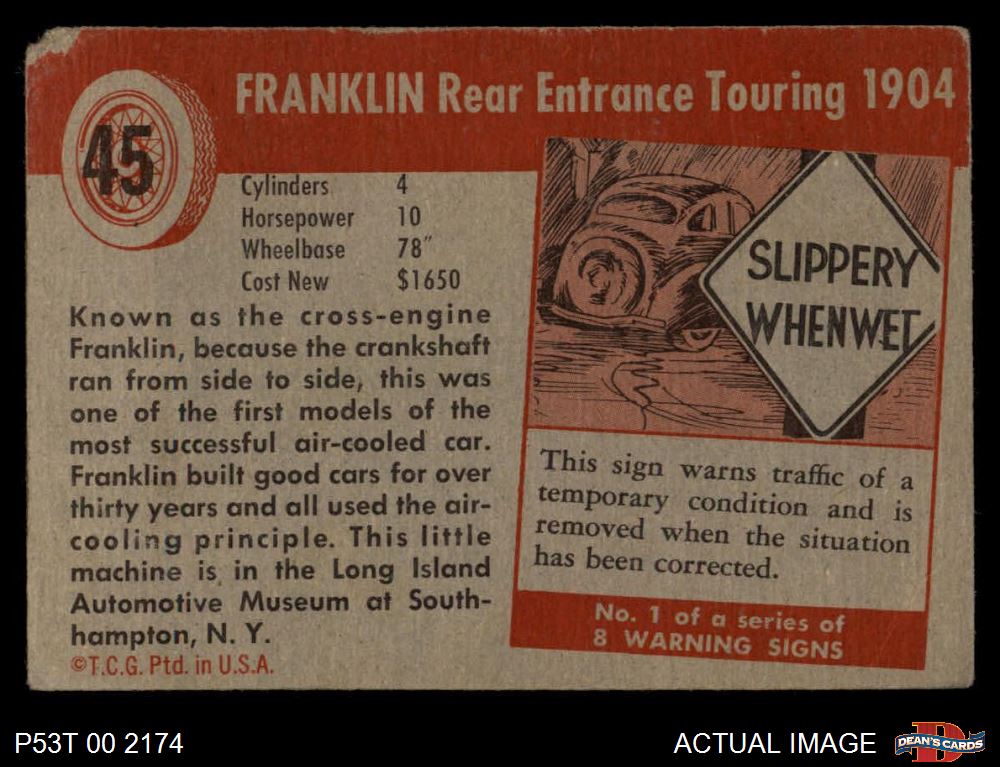 FRANKLIN Rear Entrance Touring 1904
45
Cylinders 4
Horsepower 10
Wheelbase 78"
Cost New $1650
Known as the cross-engine
Franklin, because the crankshaft
ran from side to side, this was
one of the first models of the
most successful air-cooled car.
Franklin built good cars for over
thirty years and all used the air-
cooling principle. This little
machine is in the Long Island
Automotive Museum at South-
hampton, N. Y.
©T.C.G. Ptd. in U.S.A.
SLIPPERY
WHEN WET
This sign warns traffic of a
temporary condition and is
removed when the situation
has been corrected.
No. 1 of a series of
8 WARNING SIGNS
P53T 00 2174
ACTUAL IMAGE
D
DEAN'S CARDS